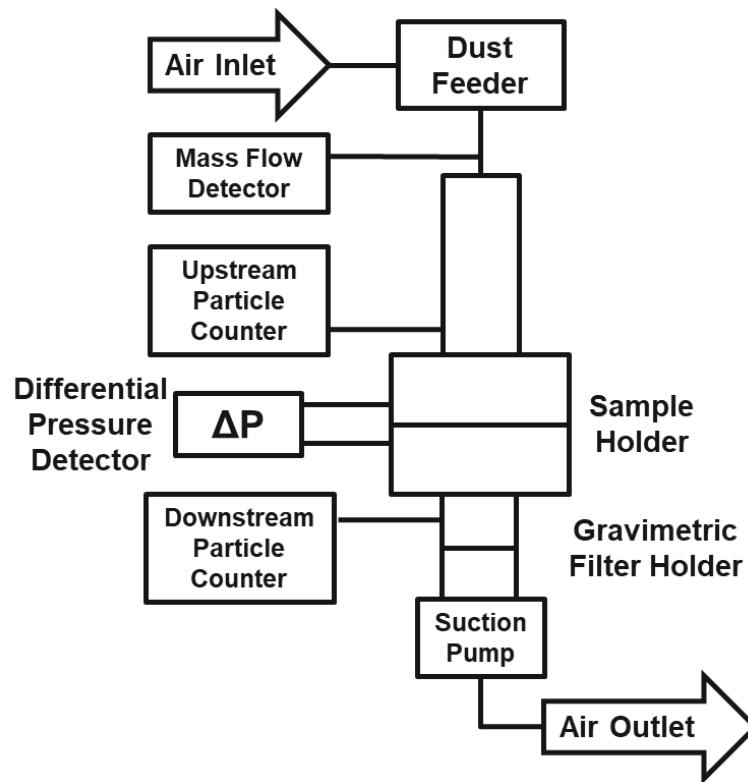 Air Inlet
Dust
Feeder
Mass Flow
Detector
Upstream
Particle
Counter
Differential
Pressure
Detector
ΔP
Sample
Holder
Downstream
Particle
Counter
Gravimetric
Filter Holder
Suction
Pump
Air Outlet